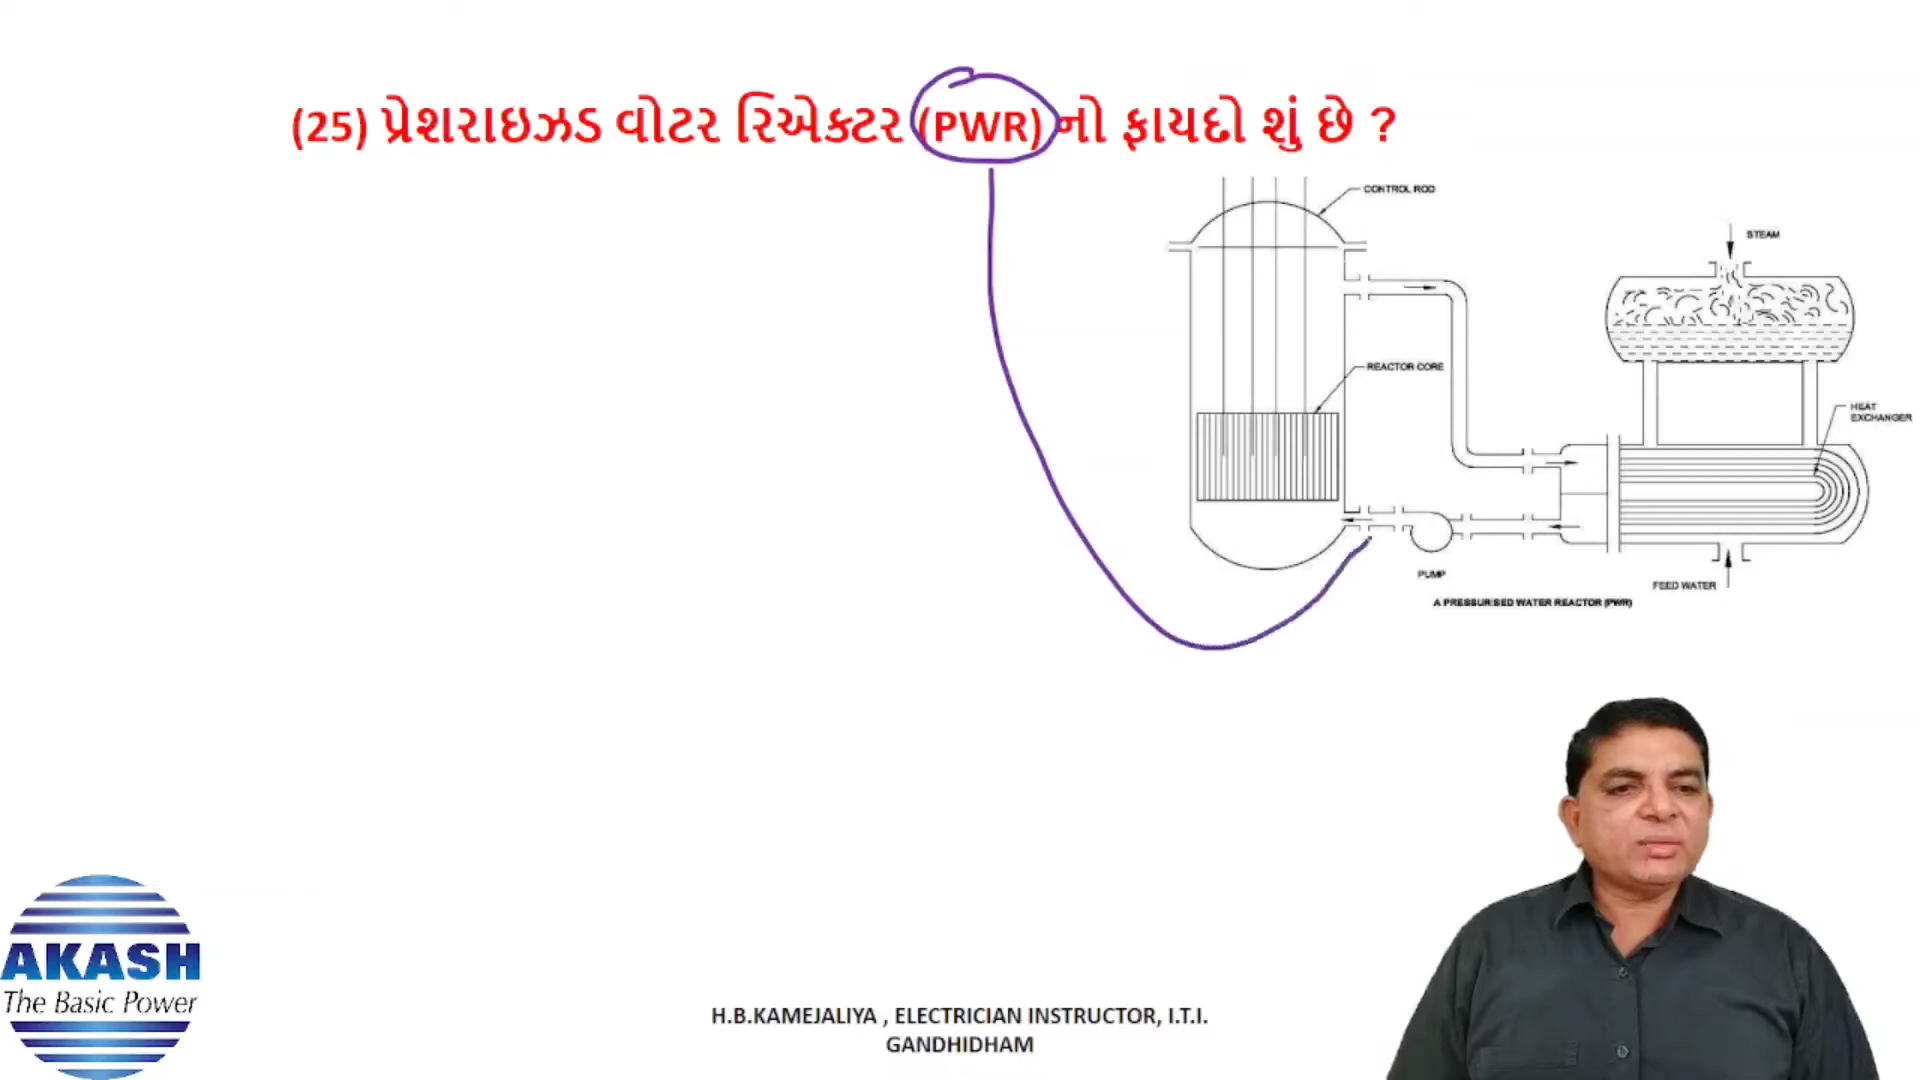 (25) પ્રેશરાઇઝડ વોટર રિએક્ટર (PWR) નો ફાયદો શું છે ?
CONTROL ROD
STEAM
REACTOR CORE
HEAT
EXCHANGER
PUMP
FEED WATER
A PRESSURISED WATER REACTOR (PWR)
AKASH
The Basic Power
H.B.KAMEJALIYA , ELECTRICIAN INSTRUCTOR, I.T.I.
GANDHIDHAM